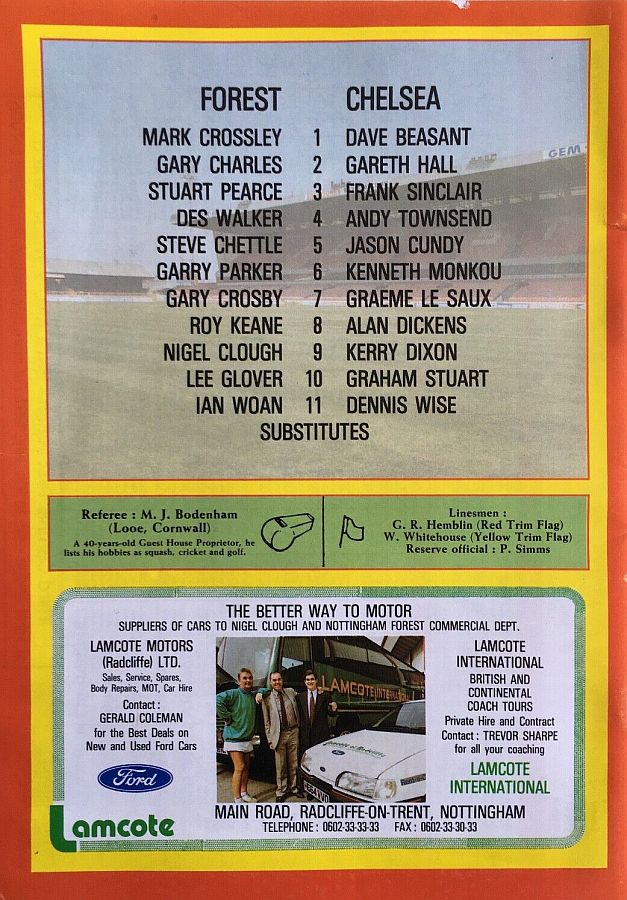 FOREST CHELSEA
MARK CROSSLEY 1 DAVE BEASANT
GARY CHARLES 2 GARETH HALL
STUART PEARCE 3 FRANK SINCLAIR
DES WALKER 4 ANDY TOWNSEND
STEVE CHETTLE 5 JASON CUNDY
GARRY PARKER 6 KENNETH MONKOU
GARY CROSBY 7 GRAEME LE SAUX
ROY KEANE 8 ALAN DICKENS
NIGEL CLOUGH 9 KERRY DIXON
LEE GLOVER 10 GRAHAM STUART
IAN WOAN 11 DENNIS WISE
SUBSTITUTES
GEM
Referee : M. J. Bodenham
(Looe, Cornwall)
A 40-years-old Guest House Proprietor, he
lists his hobbies as squash, cricket and golf.
Linesmen :
G. R. Hemblin (Red Trim Flag)
W. Whitehouse (Yellow Trim Flag)
Reserve official : P. Simms
THE BETTER WAY TO MOTOR
SUPPLIERS OF CARS TO NIGEL CLOUGH AND NOTTINGHAM FOREST COMMERCIAL DEPT.
LAMCOTE MOTORS
(Radcliffe) LTD.
Sales, Service, Spares,
Body Repairs, MOT, Car Hire
Contact :
GERALD COLEMAN
for the Best Deals on
New and Used Ford Cars
Ford
Lamcote
LAMCOTE INTERNATIONAL
LAMCOTE
INTERNATIONAL
BRITISH AND
CONTINENTAL
COACH TOURS
Private Hire and Contract
Contact : TREVOR SHARPE
for all your coaching
LAMCOTE
INTERNATIONAL
MAIN ROAD, RADCLIFFE-ON-TRENT, NOTTINGHAM
TELEPHONE : 0602-33-33-33 FAX : 0602-33-30-33